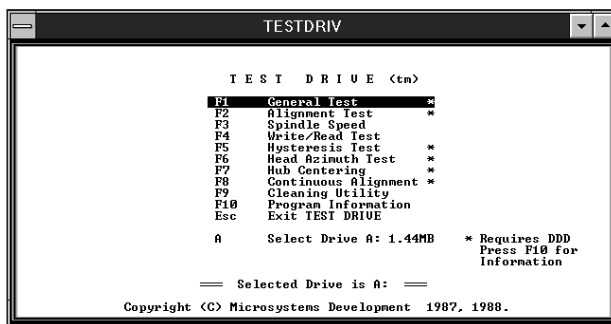 TESTDRIV
T E S T   D R I V E (tm)
F1 General Test *
F2 Alignment Test *
F3 Spindle Speed
F4 Write/Read Test
F5 Hysteresis Test *
F6 Head Azimuth Test *
F7 Hub Centering *
F8 Continuous Alignment *
F9 Cleaning Utility
F10 Program Information
Esc Exit TEST DRIVE
A Select Drive A: 1.44MB * Requires DDD
Press F10 for
Information
Selected Drive is A:
Copyright (C) Microsystems Development 1987, 1988.